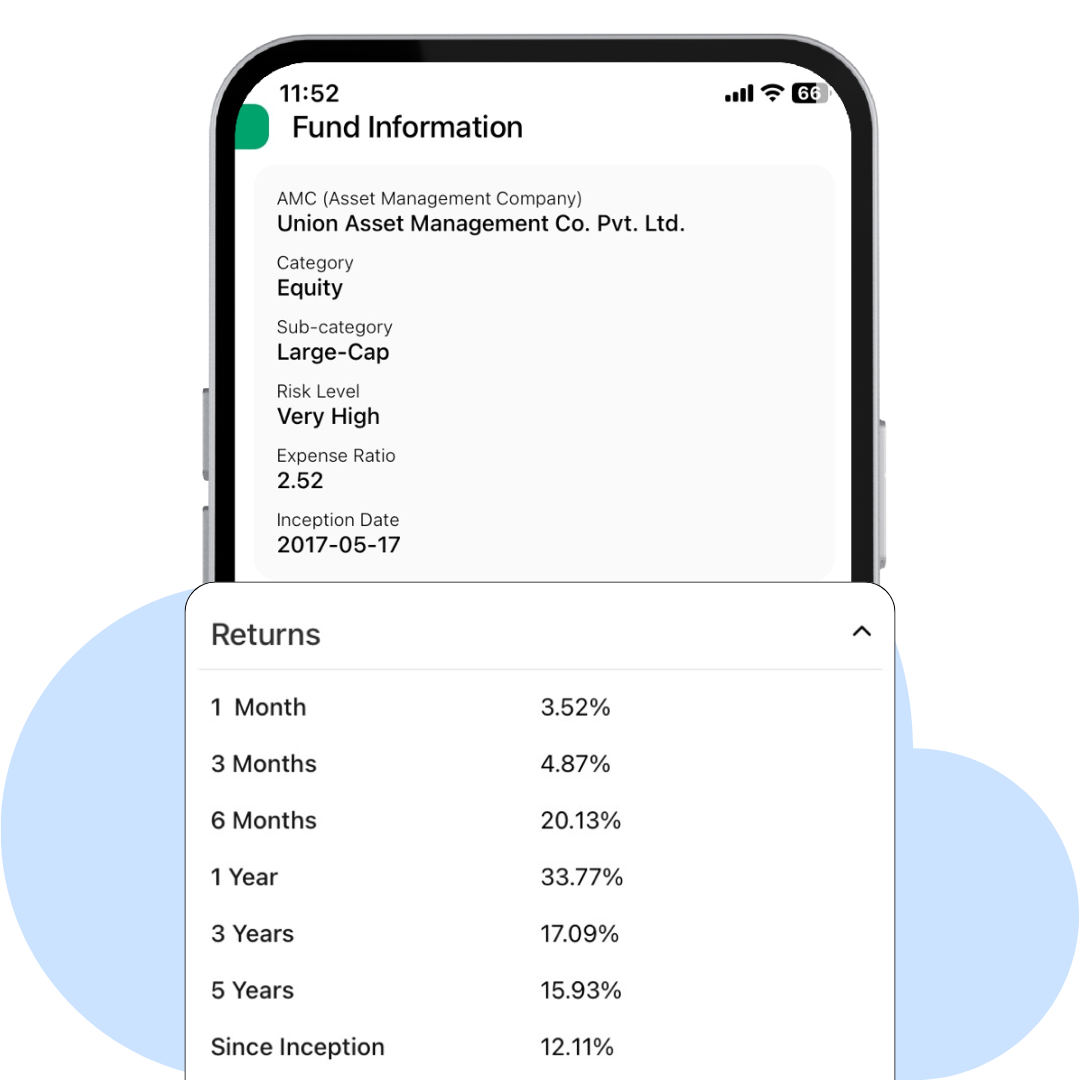 11:52
66
Fund Information
AMC (Asset Management Company)
Union Asset Management Co. Pvt. Ltd.
Category
Equity
Sub-category
Large-Cap
Risk Level
Very High
Expense Ratio
2.52
Inception Date
2017-05-17
Returns
1 Month 3.52%
3 Months 4.87%
6 Months 20.13%
1 Year 33.77%
3 Years 17.09%
5 Years 15.93%
Since Inception 12.11%